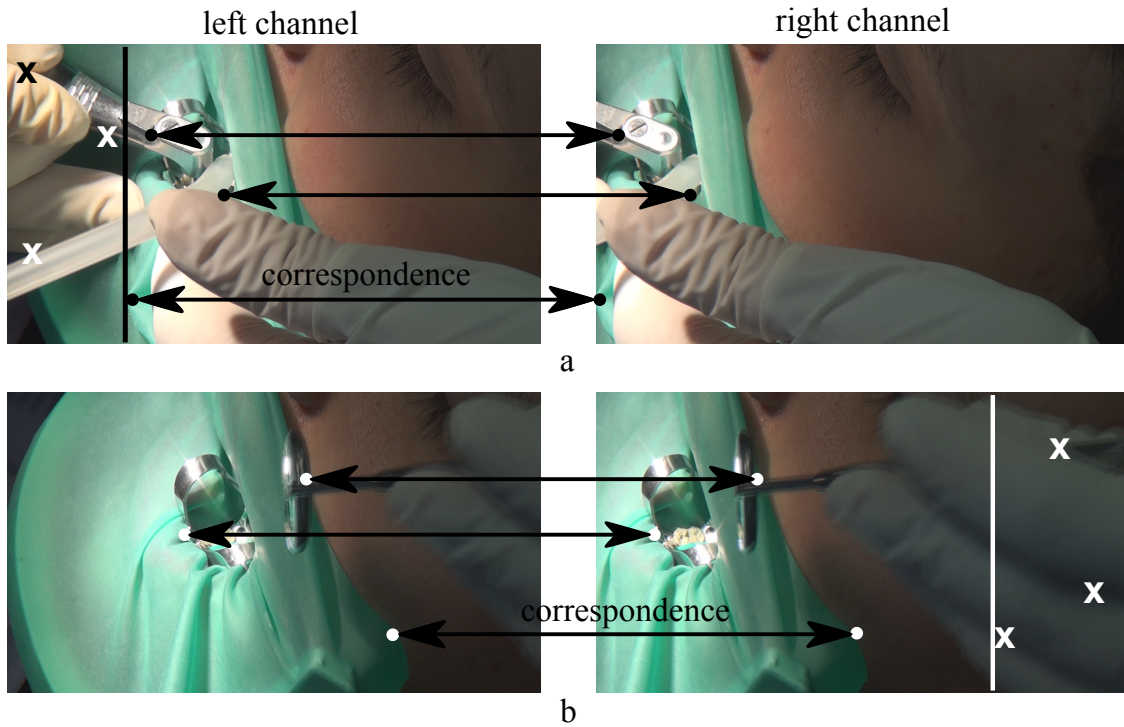 left channel
right channel
x
x
x
correspondence
a
x
correspondence
x
x
b